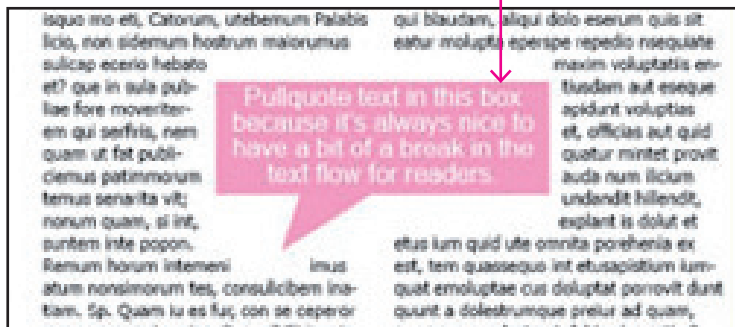 isquo mo eti, Catorum, utebemum Palabis
licio, non sidemum hostrum maiorumus
sulicap ecerio hebato
et? que in sula pub-
liae fore moveriter-
em qui serfris, nem
quam ut fat publi-
ciemus patimmorum
temus senarita vit;
nonum quam, si int,
suntem inte popon.
Remum horum intemeni imus
atum nonsimorum tes, consulicibem ina-
tiam. Sp. Quam iu es fur, con se ceperor
Pullquote text in this box
because it's always nice to
have a bit of a break in the
text flow for readers
qui blaudam, aliqui dolo eserum quis sit
eatur molupta eperspe repedio nsequiate
maxim voluptatiis en-
tiusdam aut eseque
apidunt voluptias
et, officias aut quid
quatur mintet provit
auda num ilicium
undandit hillendit,
explant is dolut et
etus ium quid ute omnita porehenia ex
est, tem quassequo int etusapistium ium-
quat emoluptae cus doluptat porrovit dunt
quunt a dolestrumque prelur ad quam,